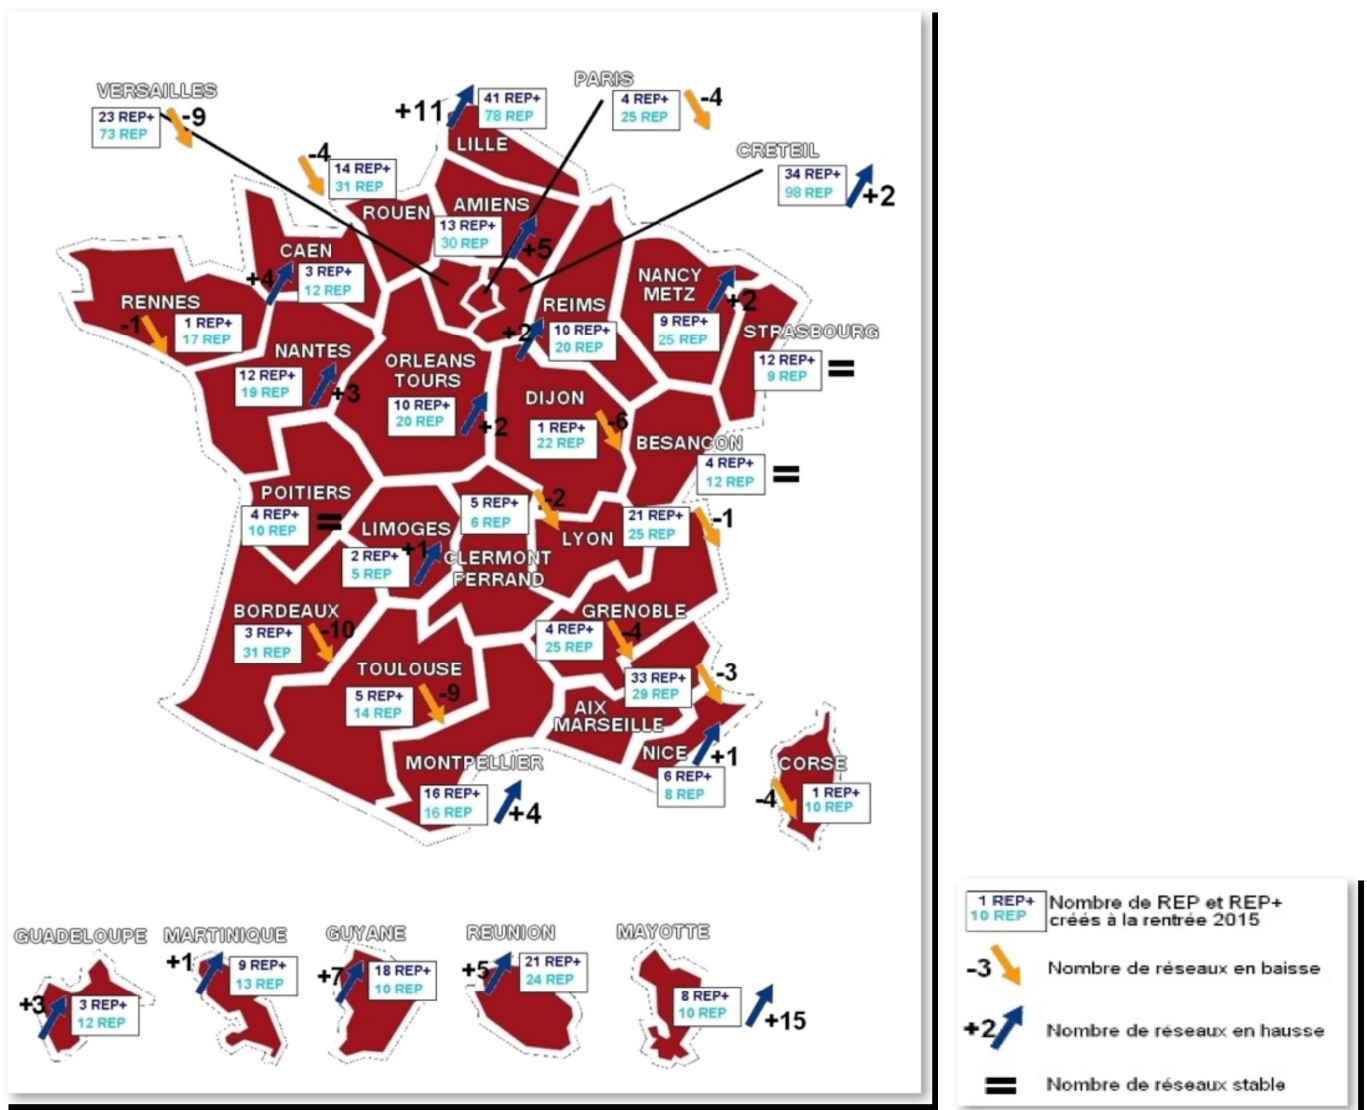 VERSAILLES
23 REP+
73 REP
-9
+11
41 REP+
78 REP
LILLE
PARIS
4 REP+
25 REP
-4
CRETEIL
34 REP+
98 REP
+2
-4
14 REP+
31 REP
ROUEN
AMIENS
13 REP+
30 REP
+5
CAEN
+4
3 REP+
12 REP
RENNES
-1
1 REP+
17 REP
NANTES
12 REP+
19 REP
+3
ORLEANS
TOURS
10 REP+
20 REP
+2
REIMS
+2
10 REP+
20 REP
NANCY
METZ
+2
9 REP+
25 REP
STRASBOURG
12 REP+
9 REP
=
DIJON
1 REP+
22 REP
-6
BESANCON
4 REP+
12 REP
=
POITIERS
4 REP+
10 REP
=
LIMOGES
2 REP+
5 REP
+1
5 REP+
6 REP
-2
CLERMONT
FERRAND
LYON
21 REP+
25 REP
-1
BORDEAUX
3 REP+
31 REP
-10
GRENOBLE
4 REP+
25 REP
-4
TOULOUSE
5 REP+
14 REP
-9
33 REP+
29 REP
-3
AIX
MARSEILLE
NICE
+1
6 REP+
8 REP
MONTPELLIER
16 REP+
16 REP
+4
CORSE
-4
1 REP+
10 REP
GUADELOUPE
+3
3 REP+
12 REP
MARTINIQUE
+1
9 REP+
13 REP
GUYANE
+7
18 REP+
10 REP
REUNION
+5
21 REP+
24 REP
MAYOTTE
8 REP+
10 REP
+15
1 REP+
10 REP
Nombre de REP et REP+
créés à la rentrée 2015
-3
Nombre de réseaux en baisse
+2
Nombre de réseaux en hausse
=
Nombre de réseaux stable